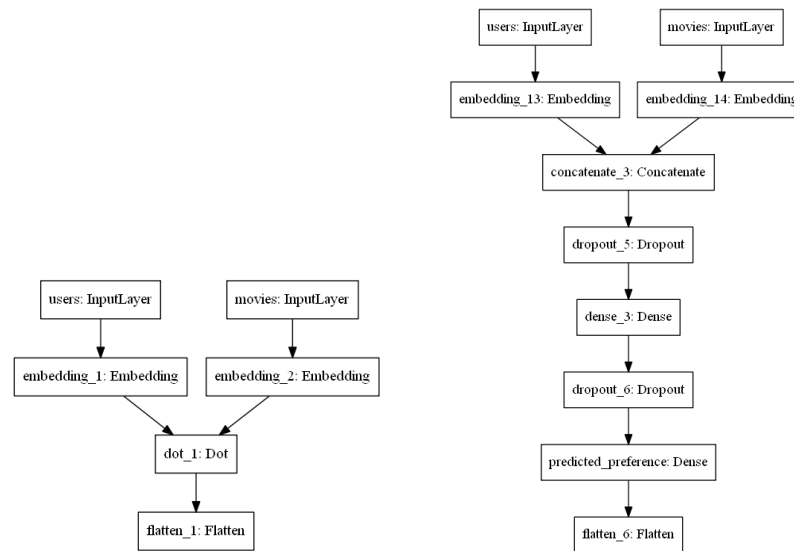 users: InputLayer
movies: InputLayer
embedding_1: Embedding
embedding_2: Embedding
dot_1: Dot
flatten_1: Flatten
users: InputLayer
movies: InputLayer
embedding_13: Embedding
embedding_14: Embedding
concatenate_3: Concatenate
dropout_5: Dropout
dense_3: Dense
dropout_6: Dropout
predicted_preference: Dense
flatten_6: Flatten